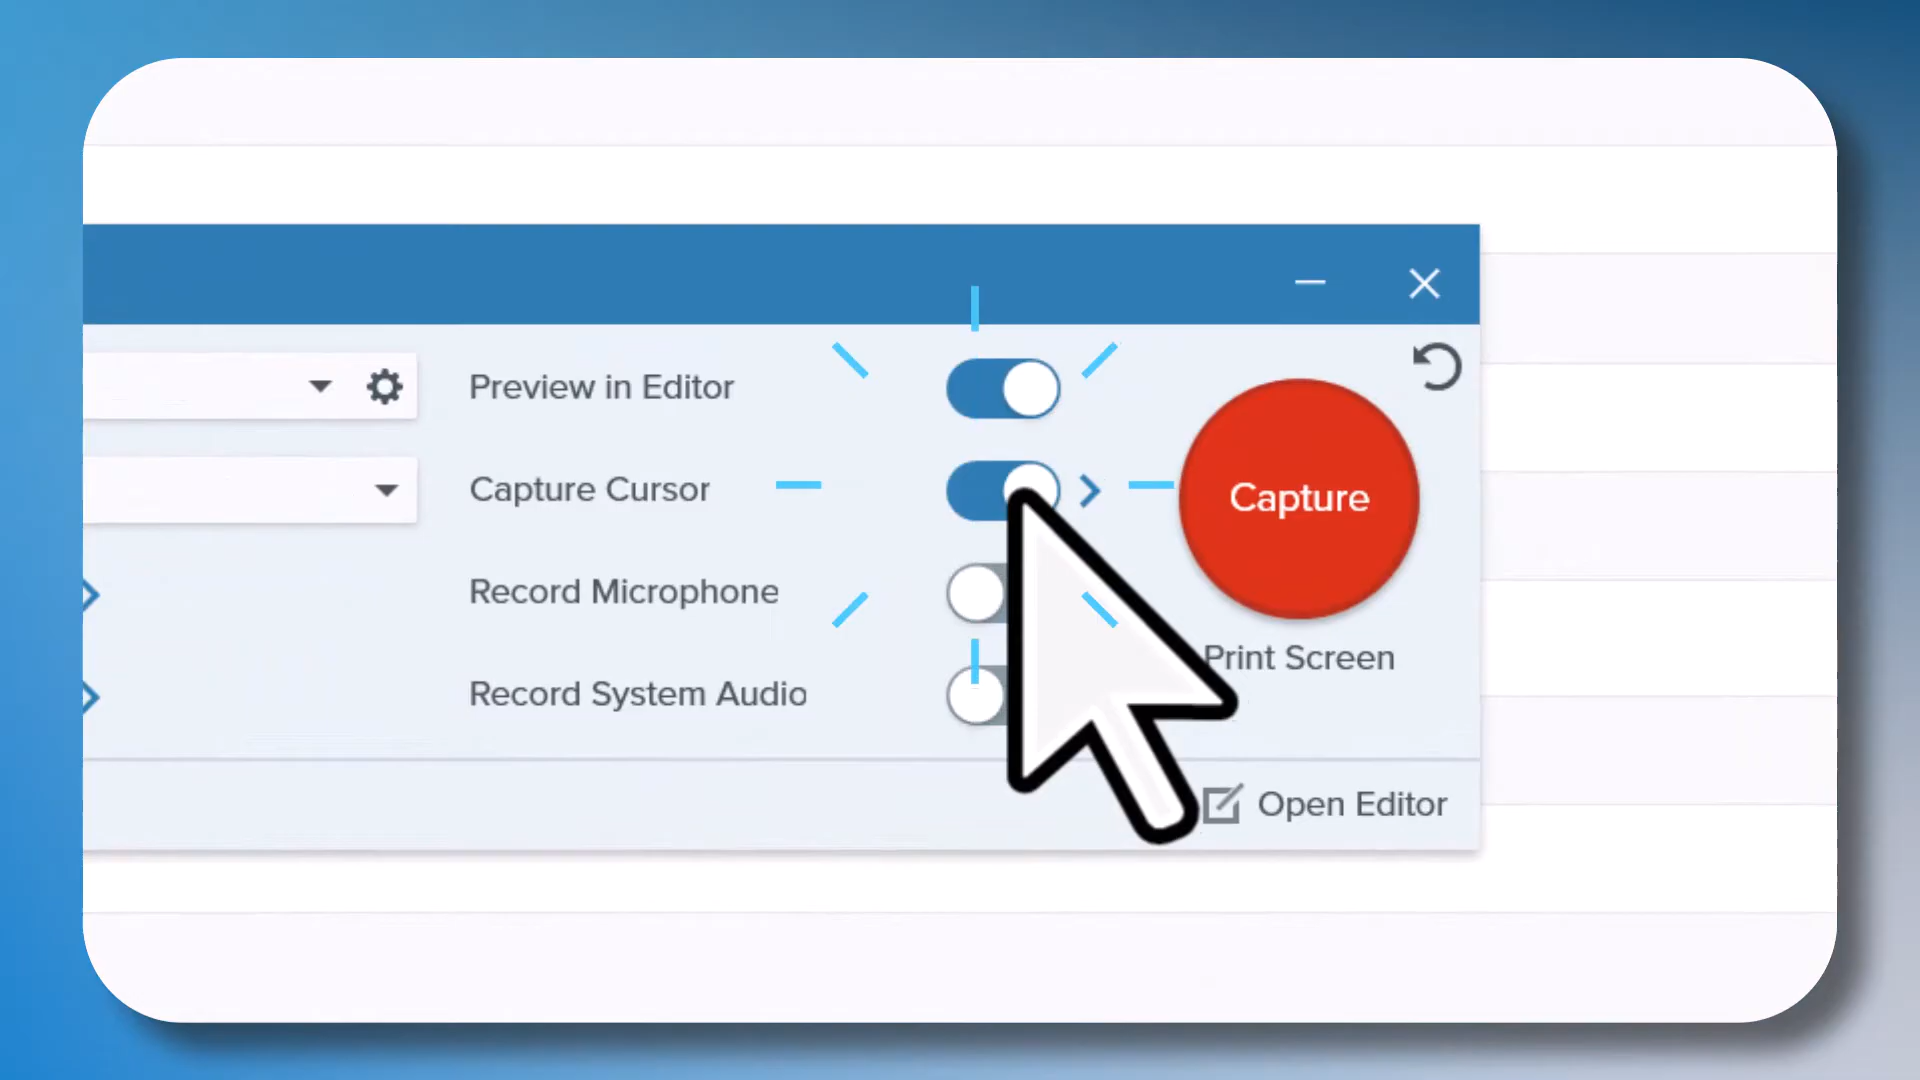 Preview in Editor
Capture Cursor
Capture
Record Microphone
Print Screen
Record System Audio
Open Editor